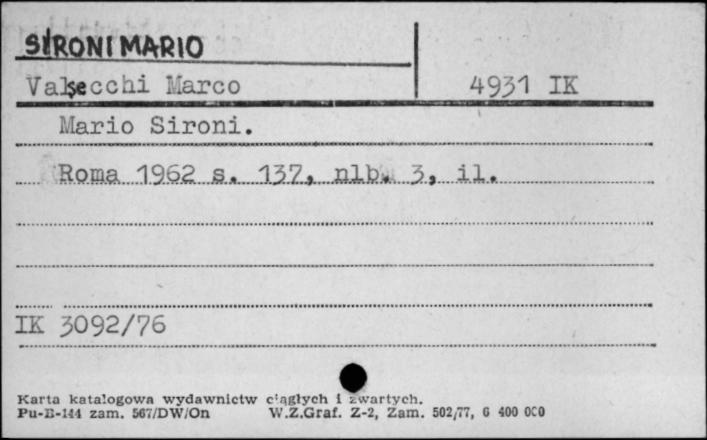 SIRONI MARIO
Valsecchi Marco 4931 IK
Mario Sironi.
Roma 1962 s. 137, nlb. 3, il.
IK 3092/76
Karta katalogowa wydawnictw ciągłych i zwartych.
Pu-B-144 zam. 567/DW/On W.Z.Graf. Z-2, Zam. 502/77, 6 400 000